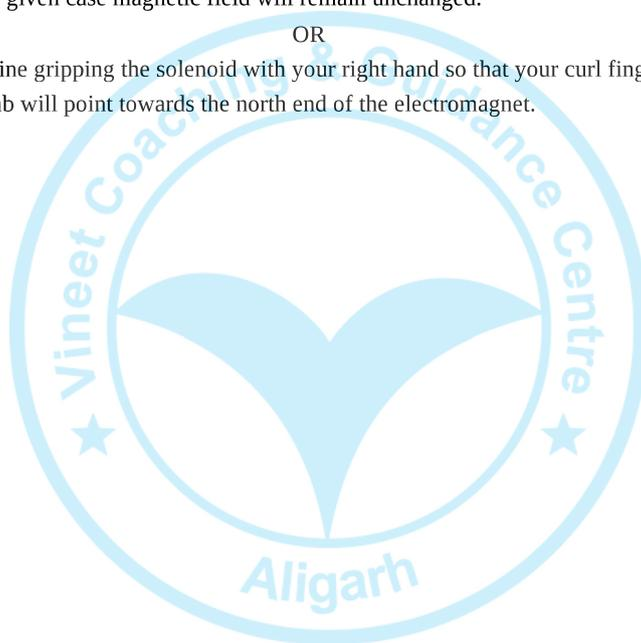 given case magnetic field will remain unchanged.
OR
ine gripping the solenoid with your right hand so that your curl fing
b will point towards the north end of the electromagnet.
Vineet Coaching & Guidance Centre
Aligarh